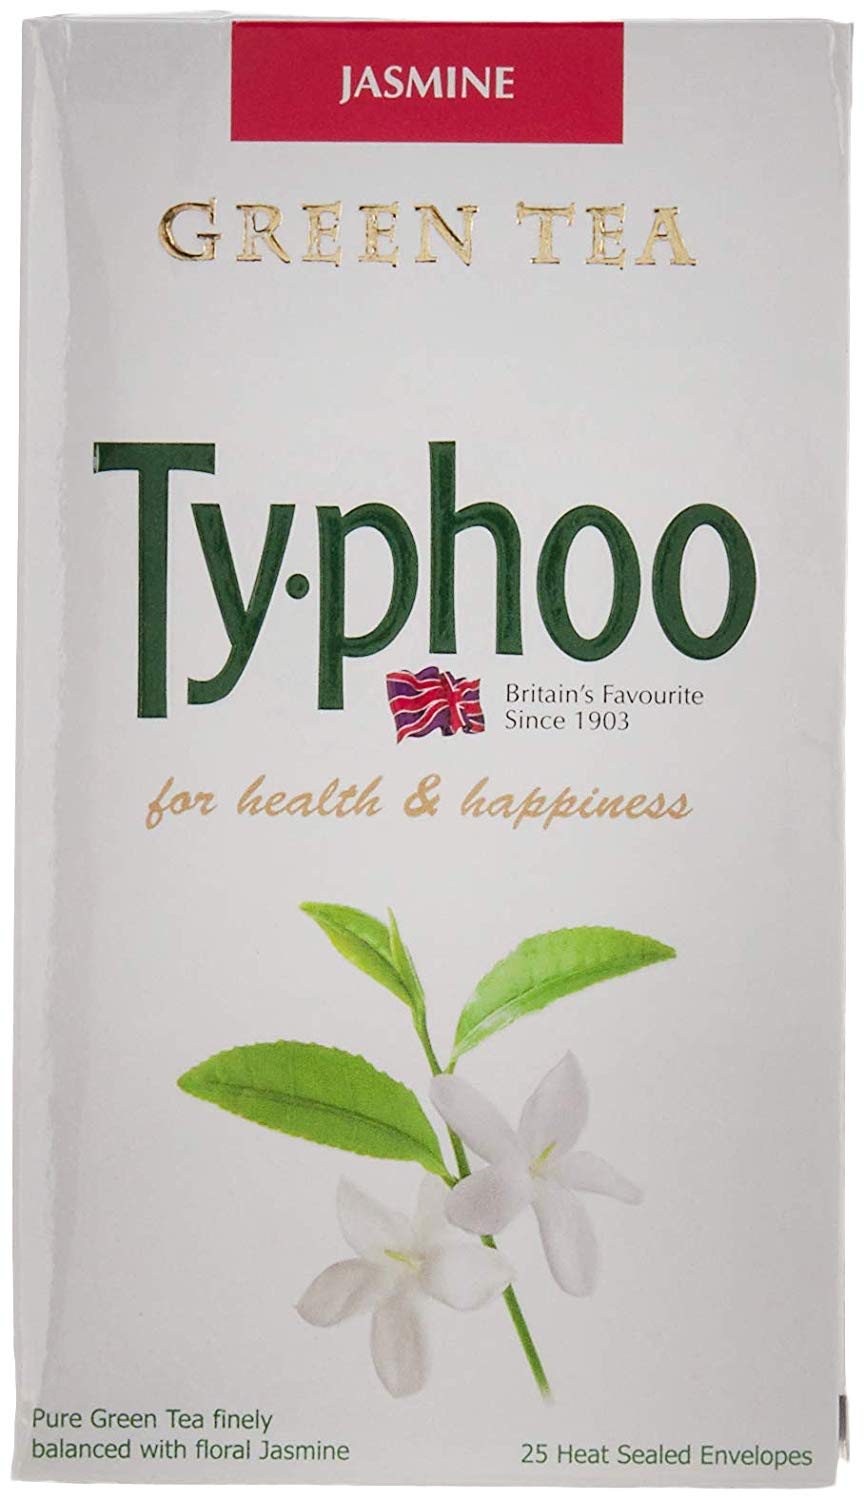 JASMINE
GREEN TEA
Ty·phoo
Britain's Favourite
Since 1903
for health & happiness
Pure Green Tea finely
balanced with floral Jasmine
25 Heat Sealed Envelopes